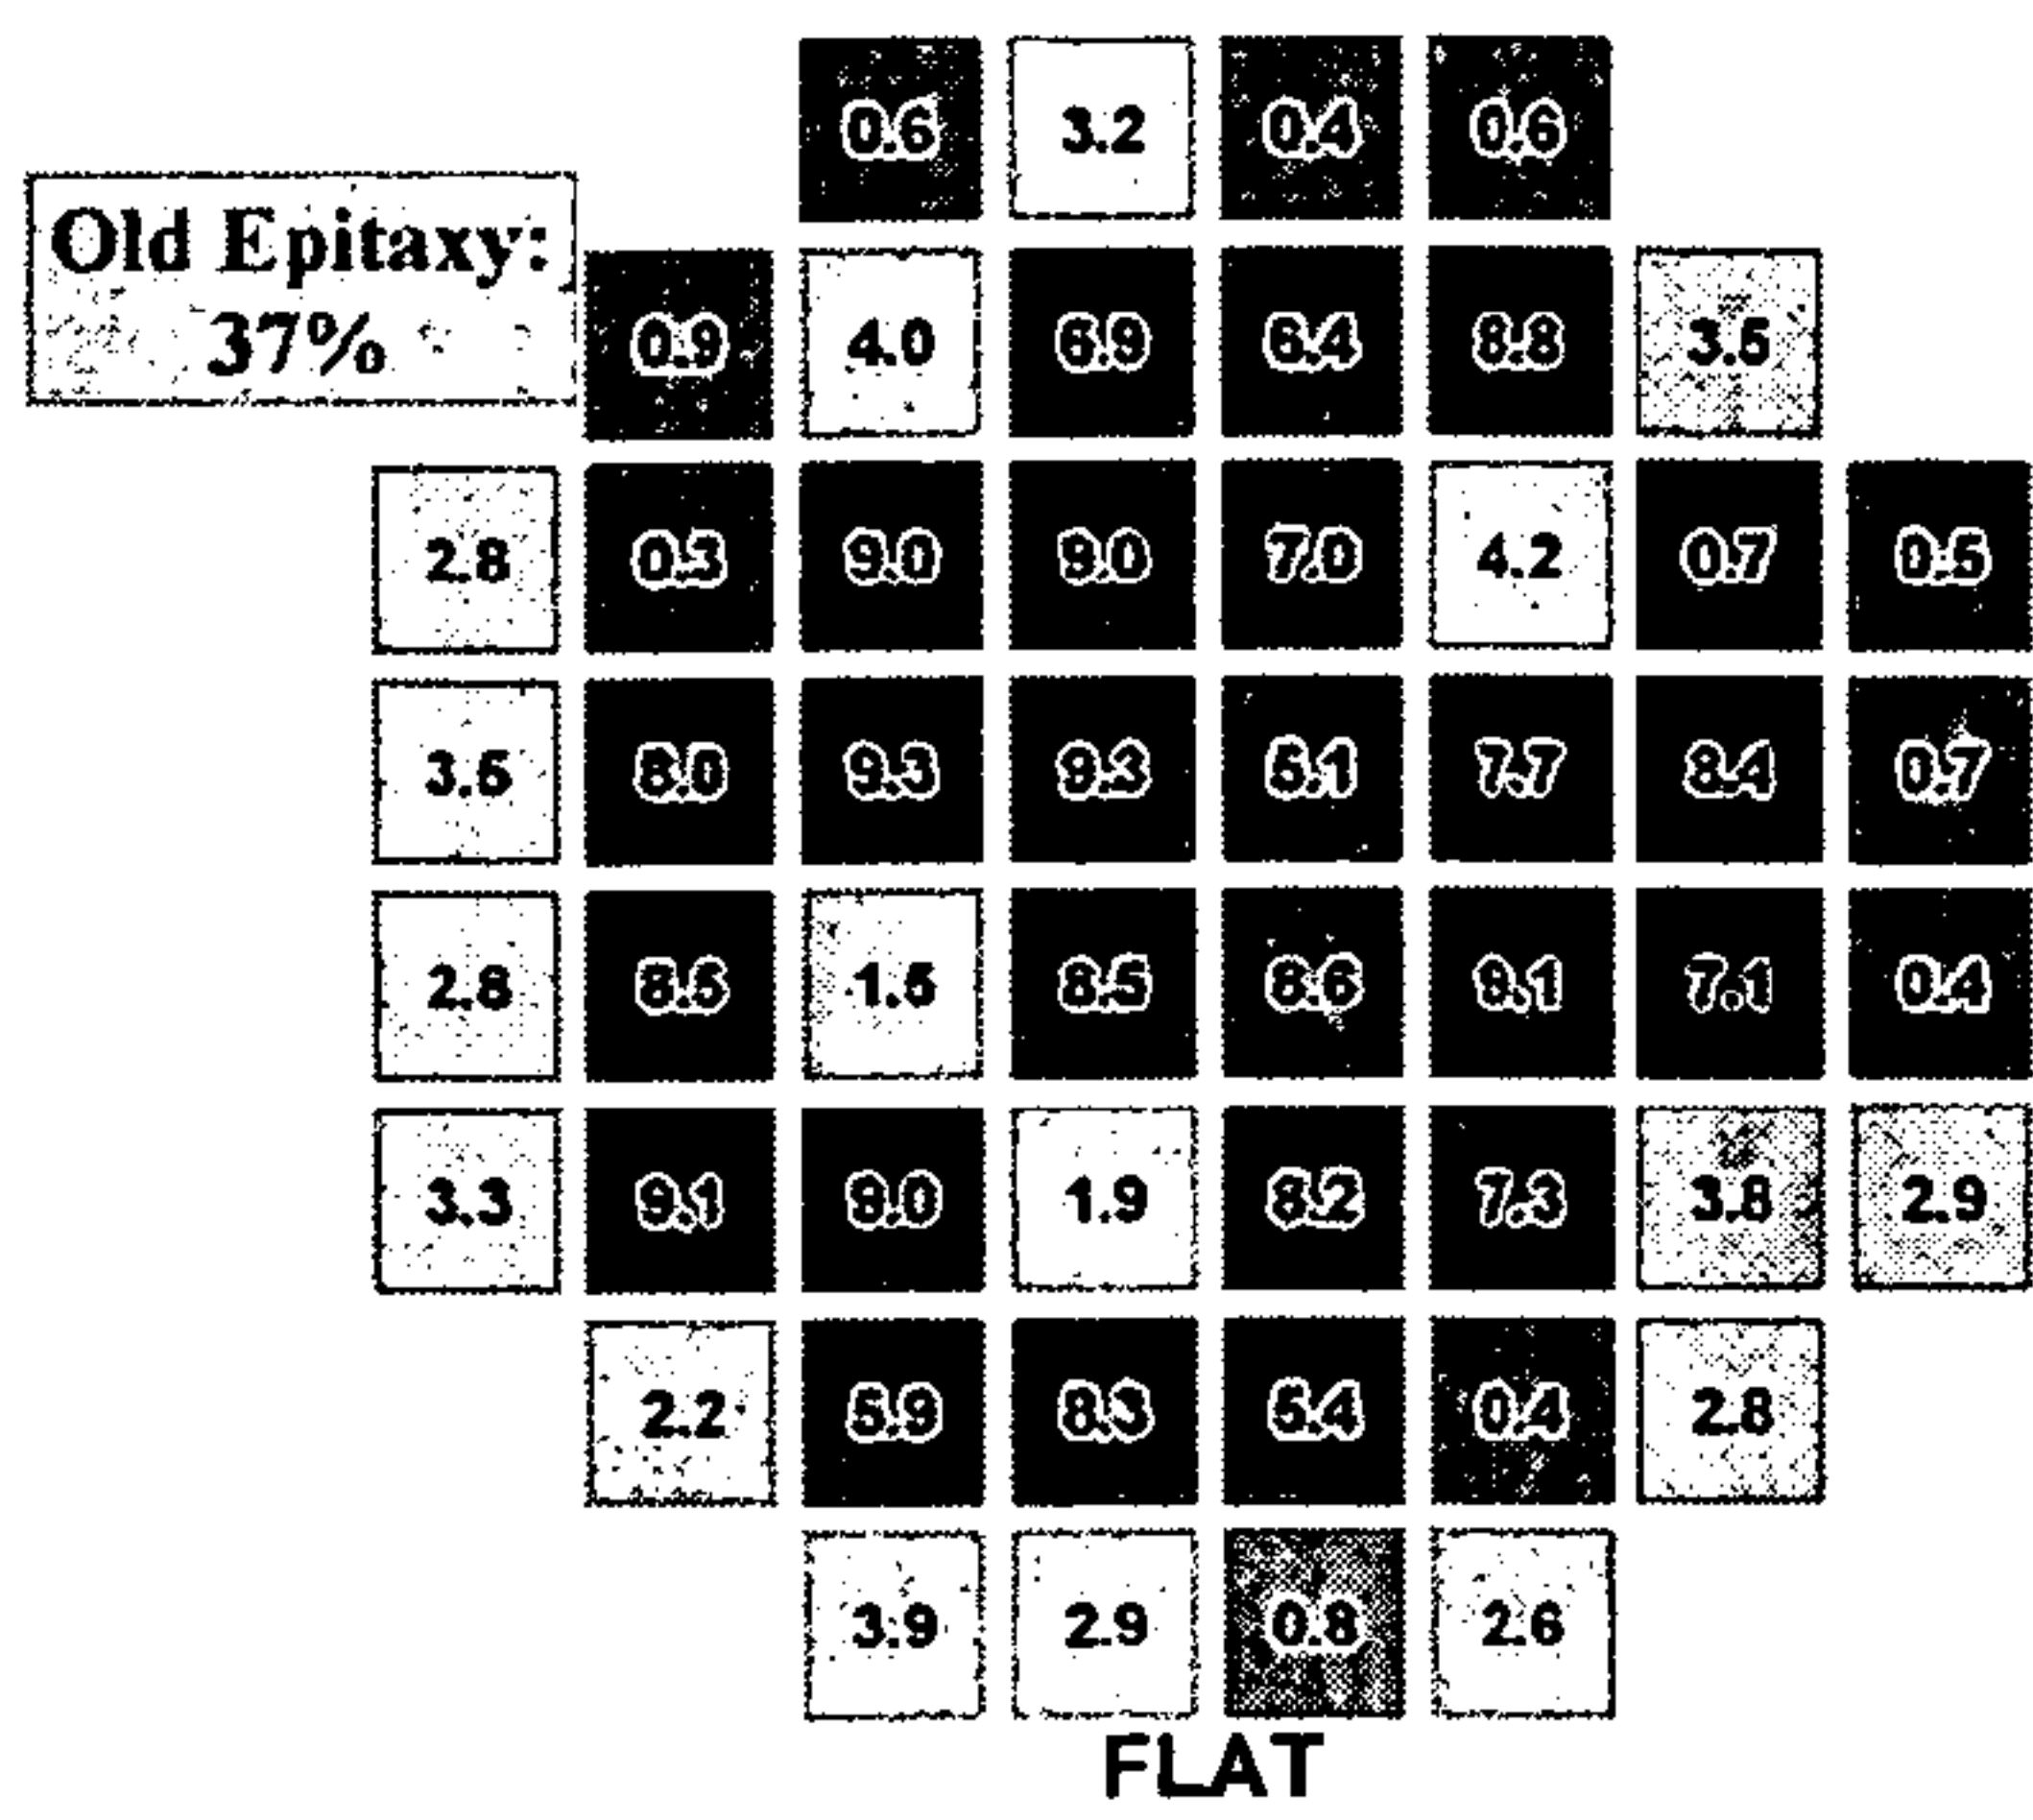 0.6 3.2 0.4 0.6
Old Epitaxy:
37%
0.9 4.0 6.9 6.4 8.8 3.5
2.8 0.3 9.0 9.0 7.0 4.2 0.7 0.5
3.5 8.0 9.3 9.3 5.1 7.7 8.4 0.7
2.8 8.5 1.5 8.5 8.6 9.1 7.1 0.4
3.3 9.1 9.0 1.9 8.2 7.3 3.8 2.9
2.2 5.9 8.3 5.4 0.4 2.8
3.9 2.9 0.8 2.6
FLAT